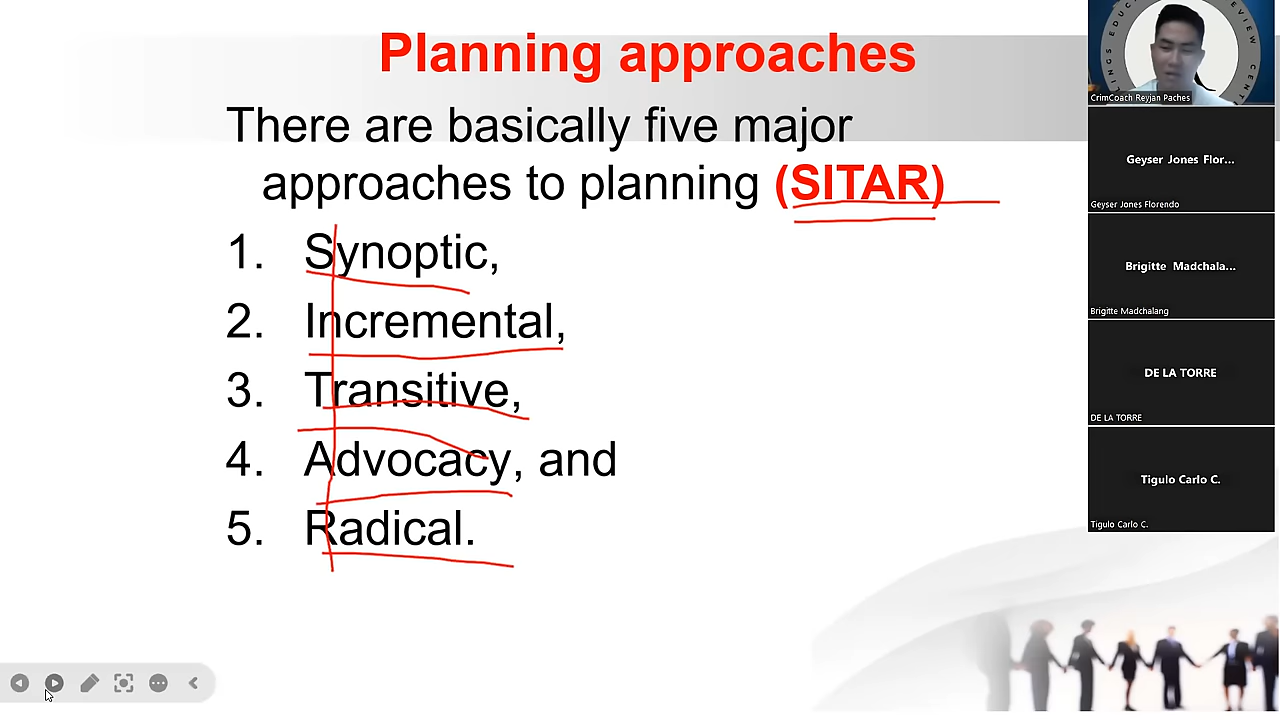 Planning approaches
There are basically five major
approaches to planning (SITAR)
1. Synoptic,
2. Incremental,
3. Transitive,
4. Advocacy, and
5. Radical.
CrimCoach Reyjan Paches
Geyser Jones Flor...
Geyser Jones Florendo
Brigitte Madchala...
Brigitte Madchalang
DE LA TORRE
DE LA TORRE
Tigulo Carlo C.
Tigulo Carlo C.